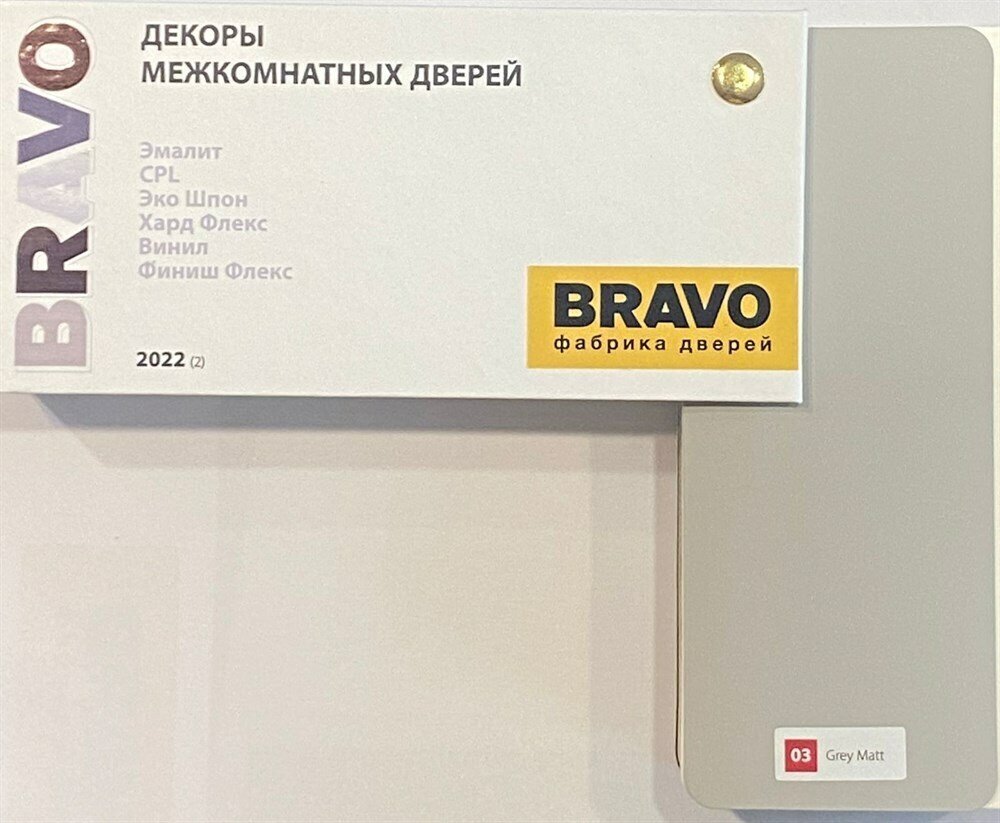 BRAVO
ДЕКОРЫ
МЕЖКОМНАТНЫХ ДВЕРЕЙ
Эмалит
CPL
Эко Шпон
Хард Флекс
Винил
Финиш Флекс
2022 (2)
BRAVO
фабрика дверей
03 Grey Matt